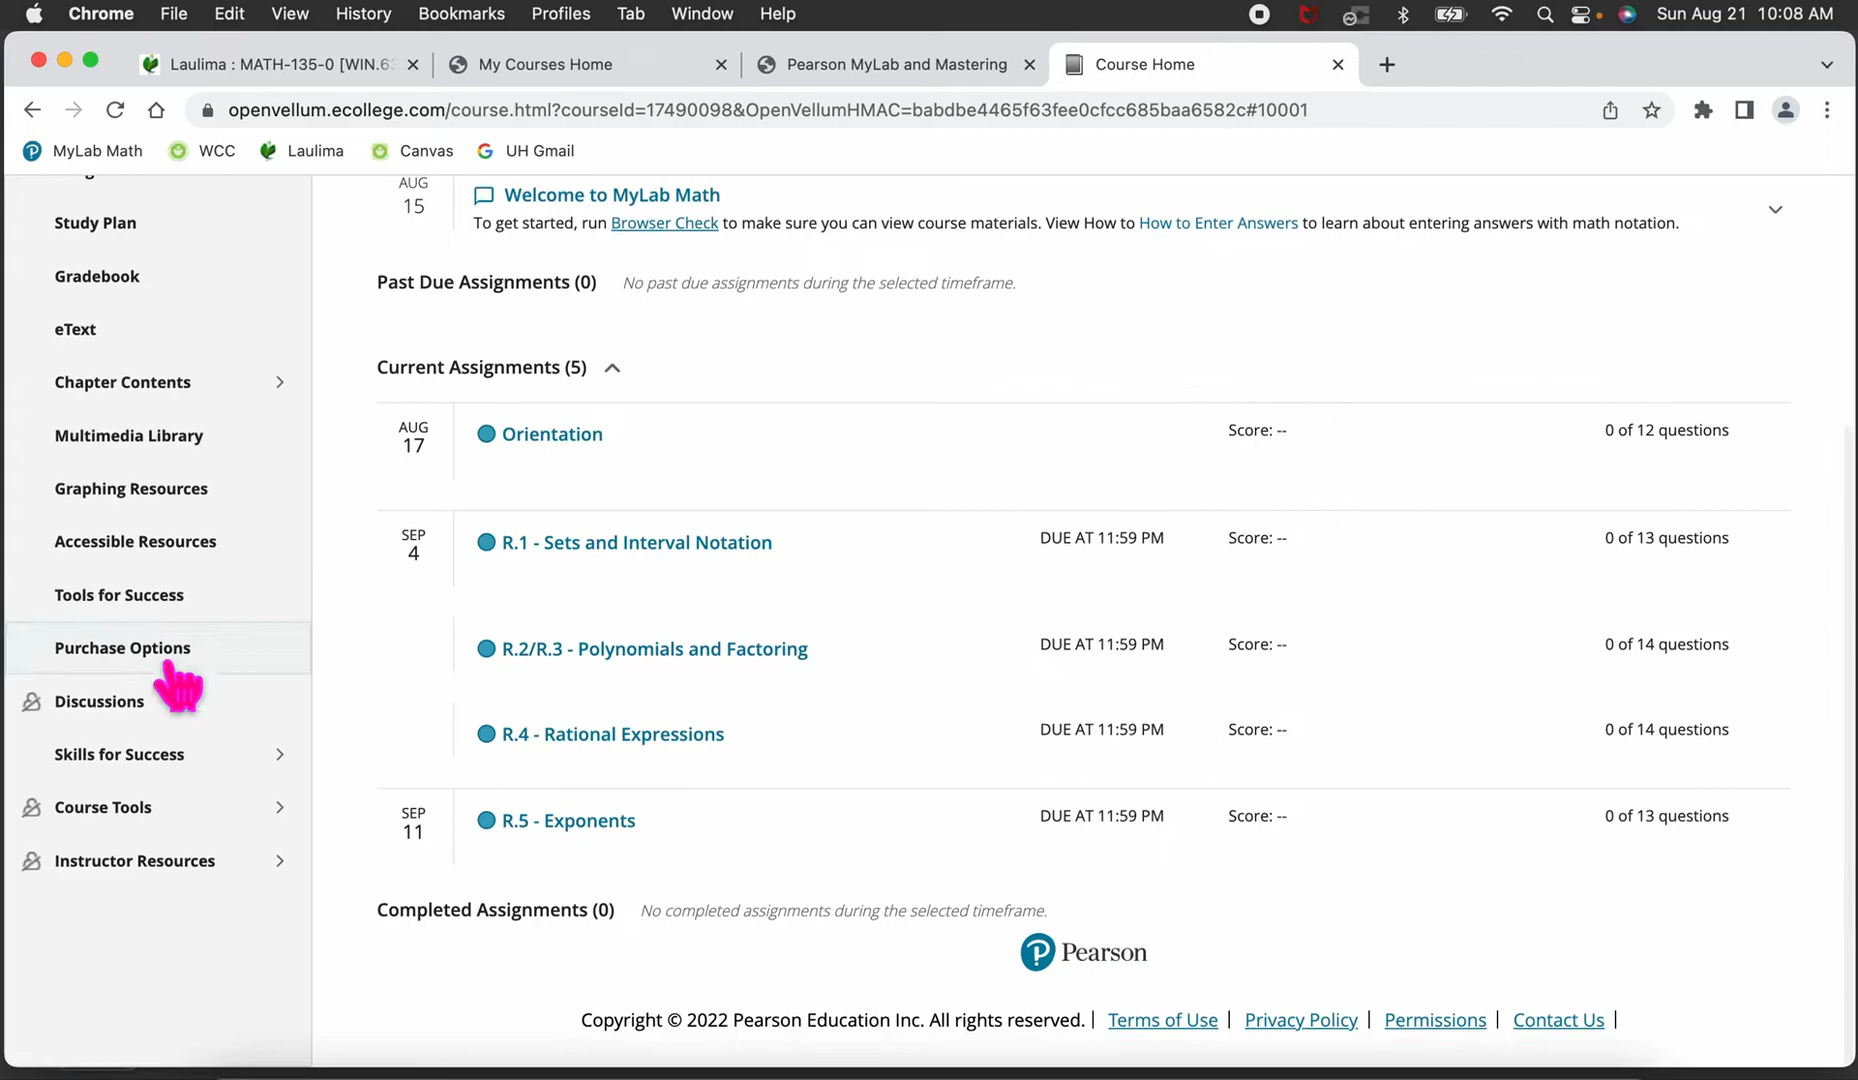 Chrome File Edit View History Bookmarks Profiles Tab Window Help Sun Aug 21 10:08 AM
Laulima : MATH-135-0 [WIN.63 My Courses Home Pearson MyLab and Mastering Course Home
openvellum.ecollege.com/course.html?courseId=17490098&OpenVellumHMAC=babdbe4465f63fee0cfcc685baa6582c#10001
MyLab Math WCC Laulima Canvas UH Gmail
Study Plan
Gradebook
eText
Chapter Contents
Multimedia Library
Graphing Resources
Accessible Resources
Tools for Success
Purchase Options
Discussions
Skills for Success
Course Tools
Instructor Resources
AUG
15
Welcome to MyLab Math
To get started, run Browser Check to make sure you can view course materials. View How to How to Enter Answers to learn about entering answers with math notation.
Past Due Assignments (0) No past due assignments during the selected timeframe.
Current Assignments (5)
AUG
17
Orientation Score: -- 0 of 12 questions
SEP
4
R.1 - Sets and Interval Notation DUE AT 11:59 PM Score: -- 0 of 13 questions
R.2/R.3 - Polynomials and Factoring DUE AT 11:59 PM Score: -- 0 of 14 questions
R.4 - Rational Expressions DUE AT 11:59 PM Score: -- 0 of 14 questions
SEP
11
R.5 - Exponents DUE AT 11:59 PM Score: -- 0 of 13 questions
Completed Assignments (0) No completed assignments during the selected timeframe.
P Pearson
Copyright © 2022 Pearson Education Inc. All rights reserved. | Terms of Use | Privacy Policy | Permissions | Contact Us |